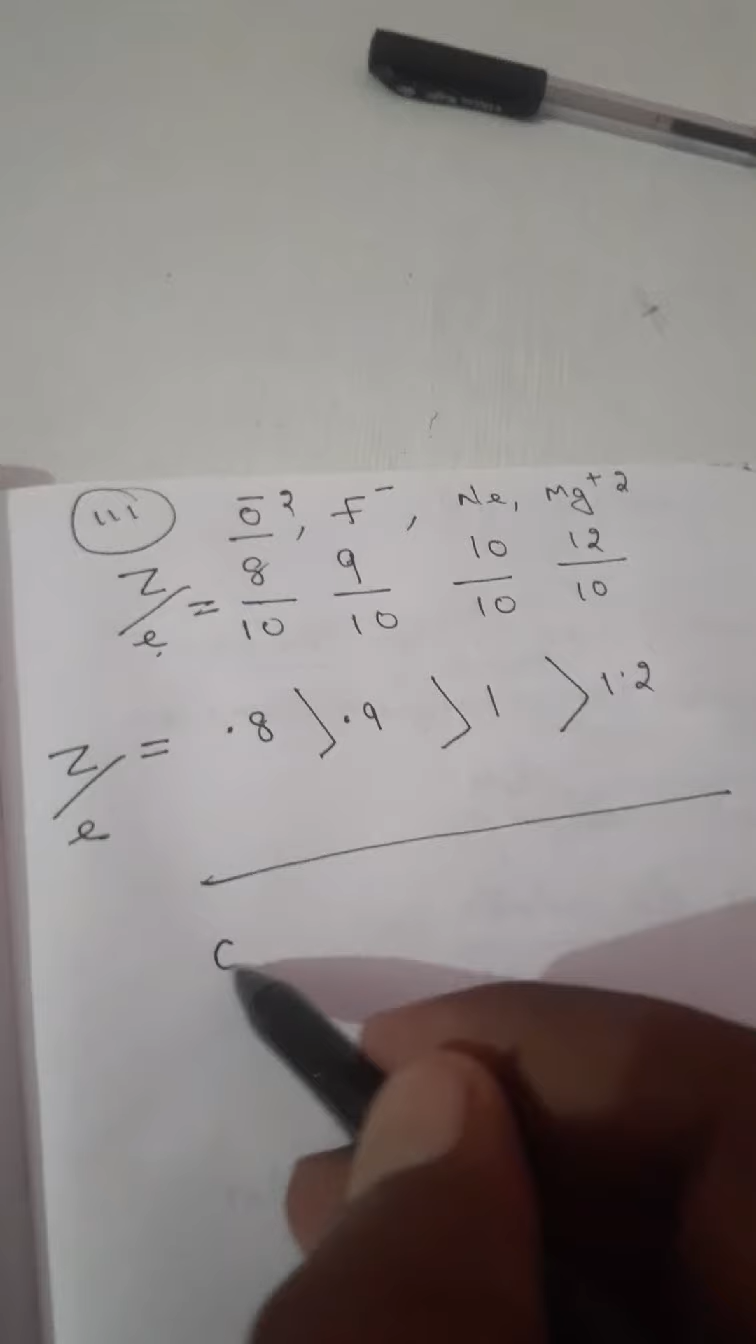 III O⁻², F⁻, Ne, Mg⁺²
Z/e = 8/10 9/10 10/10 12/10
Z/e = .8 > .9 > 1 > 1.2
C